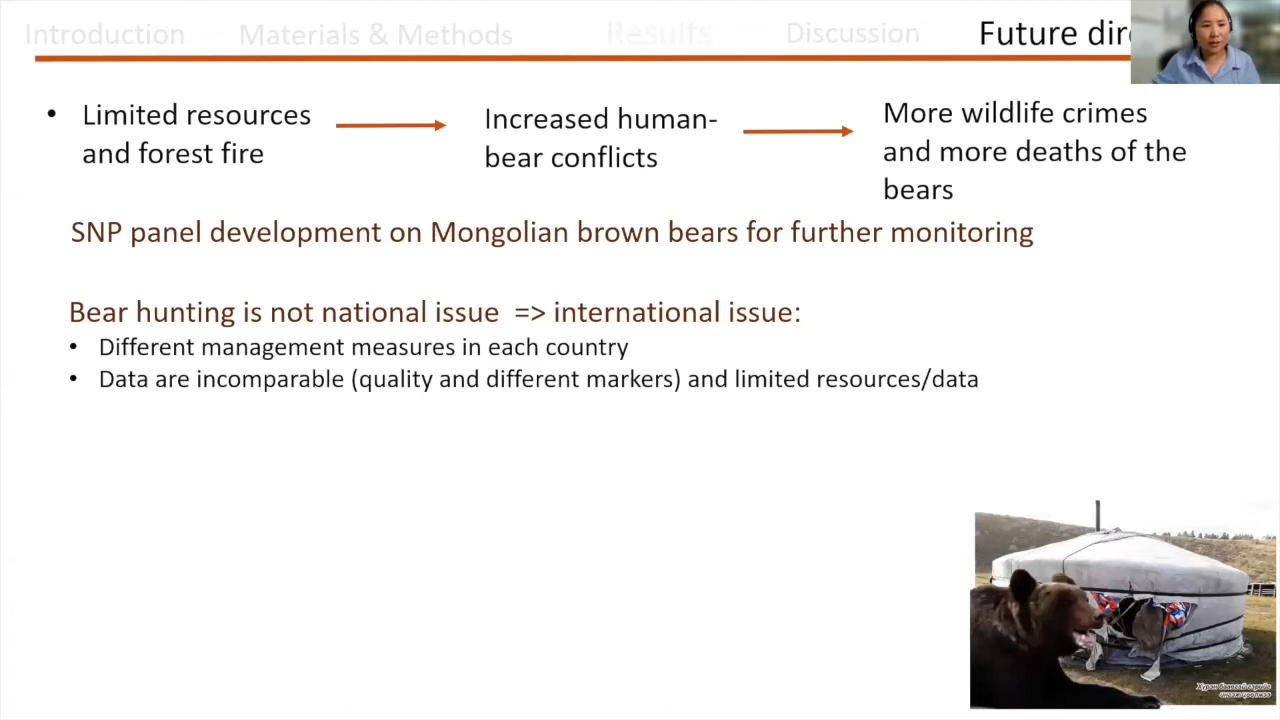 Introduction Materials & Methods Results Discussion Future dir
• Limited resources and forest fire
Increased human-bear conflicts
More wildlife crimes and more deaths of the bears
SNP panel development on Mongolian brown bears for further monitoring
Bear hunting is not national issue => international issue:
• Different management measures in each country
• Data are incomparable (quality and different markers) and limited resources/data